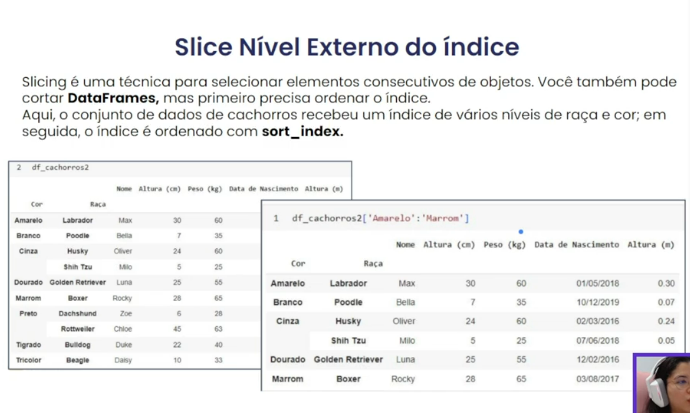 Slice Nível Externo do índice
Slicing é uma técnica para selecionar elementos consecutivos de objetos. Você também pode
cortar DataFrames, mas primeiro precisa ordenar o índice.
Aqui, o conjunto de dados de cachorros recebeu um índice de vários níveis de raça e cor; em
seguida, o índice é ordenado com sort_index.
2 df_cachorros2
Nome Altura (cm) Peso (kg) Data de Nascimento Altura (m)
Cor Raça
Amarelo Labrador Max 30 60
Branco Poodle Bella 7 35
Cinza Husky Oliver 24 60
Shih Tzu Milo 5 25
Dourado Golden Retriever Luna 25 55
Marrom Boxer Rocky 28 65
Preto Dachshund Zoe 6 28
Rottweiler Chloe 45 63
Tigrado Bulldog Duke 22 40
Tricolor Beagle Daisy 10 33
1 df_cachorros2['Amarelo':'Marrom']
Nome Altura (cm) Peso (kg) Data de Nascimento Altura (m)
Cor Raça
Amarelo Labrador Max 30 60 01/05/2018 0.30
Branco Poodle Bella 7 35 10/12/2019 0.07
Cinza Husky Oliver 24 60 02/03/2016 0.24
Shih Tzu Milo 5 25 07/06/2018 0.05
Dourado Golden Retriever Luna 25 55 12/02/2016
Marrom Boxer Rocky 28 65 03/08/2017